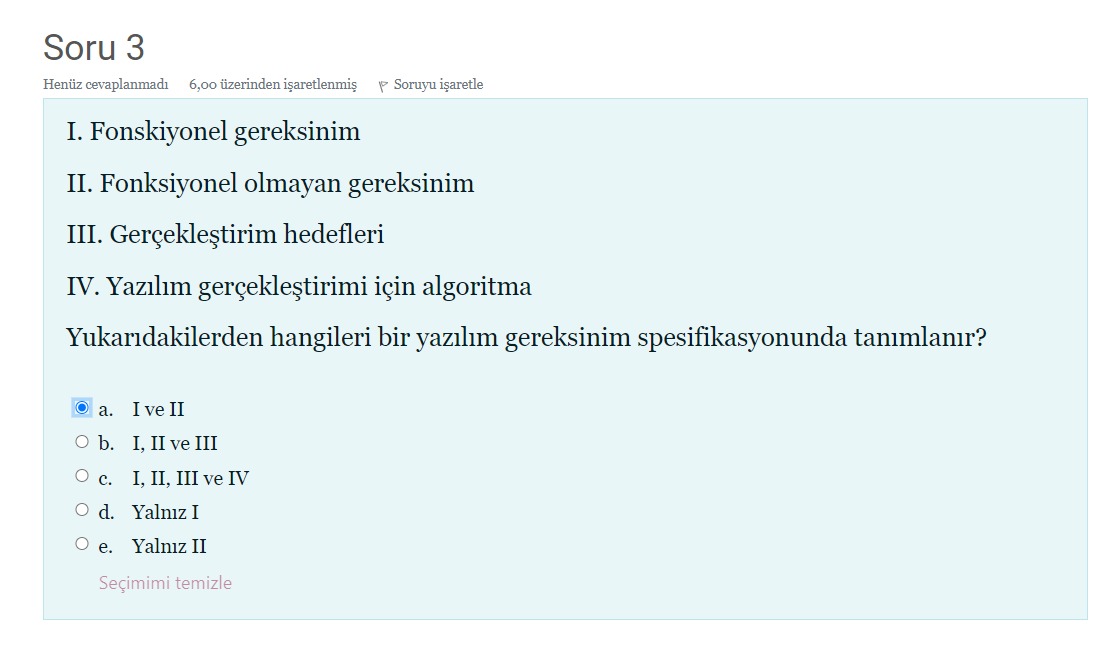 Soru 3
Henüz cevaplanmadı 6,00 üzerinden işaretlenmiş Soruyu işaretle
I. Fonskiyonel gereksinim
II. Fonksiyonel olmayan gereksinim
III. Gerçekleştirim hedefleri
IV. Yazılım gerçekleştirimi için algoritma
Yukarıdakilerden hangileri bir yazılım gereksinim spesifikasyonunda tanımlanır?
a. I ve II
b. I, II ve III
c. I, II, III ve IV
d. Yalnız I
e. Yalnız II
Seçimimi temizle